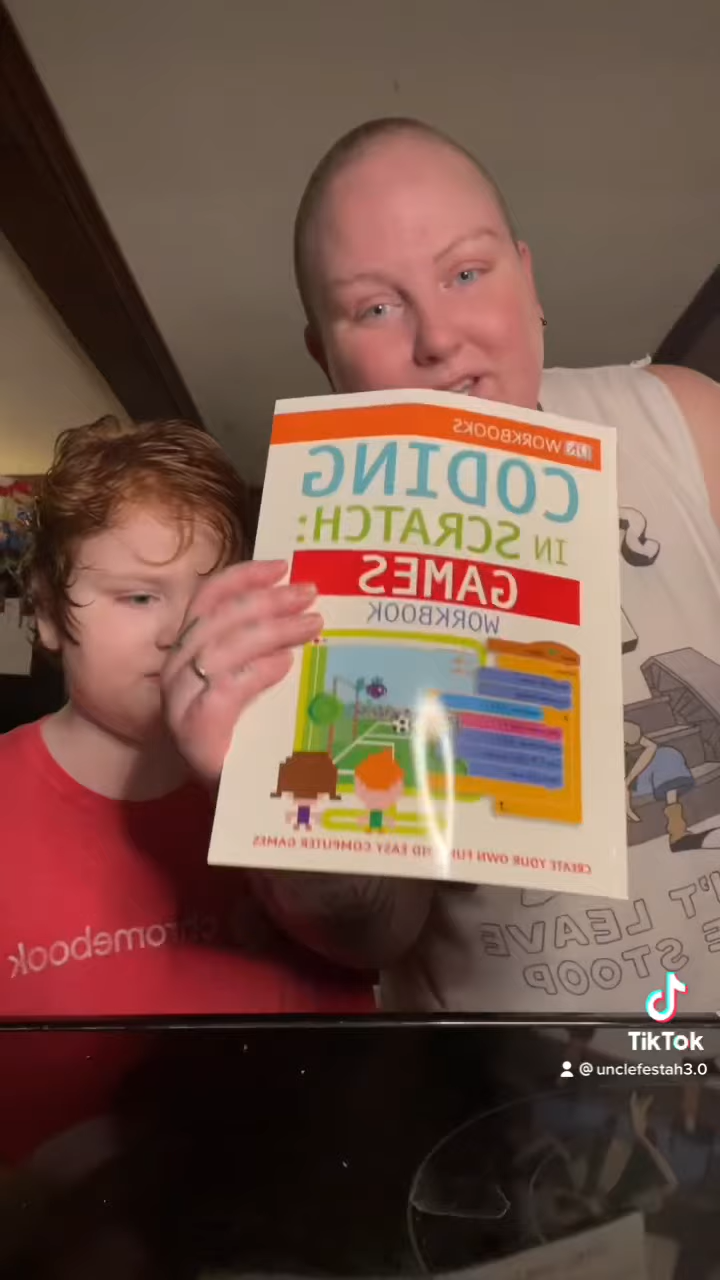 DK WORKBOOKS
CODING
IN SCRATCH:
GAMES
WORKBOOK
CREATE YOUR OWN FUN AND EASY COMPUTER GAMES
chromebook
'T LEAVE
E STOOP
TikTok
@unclefestah3.0